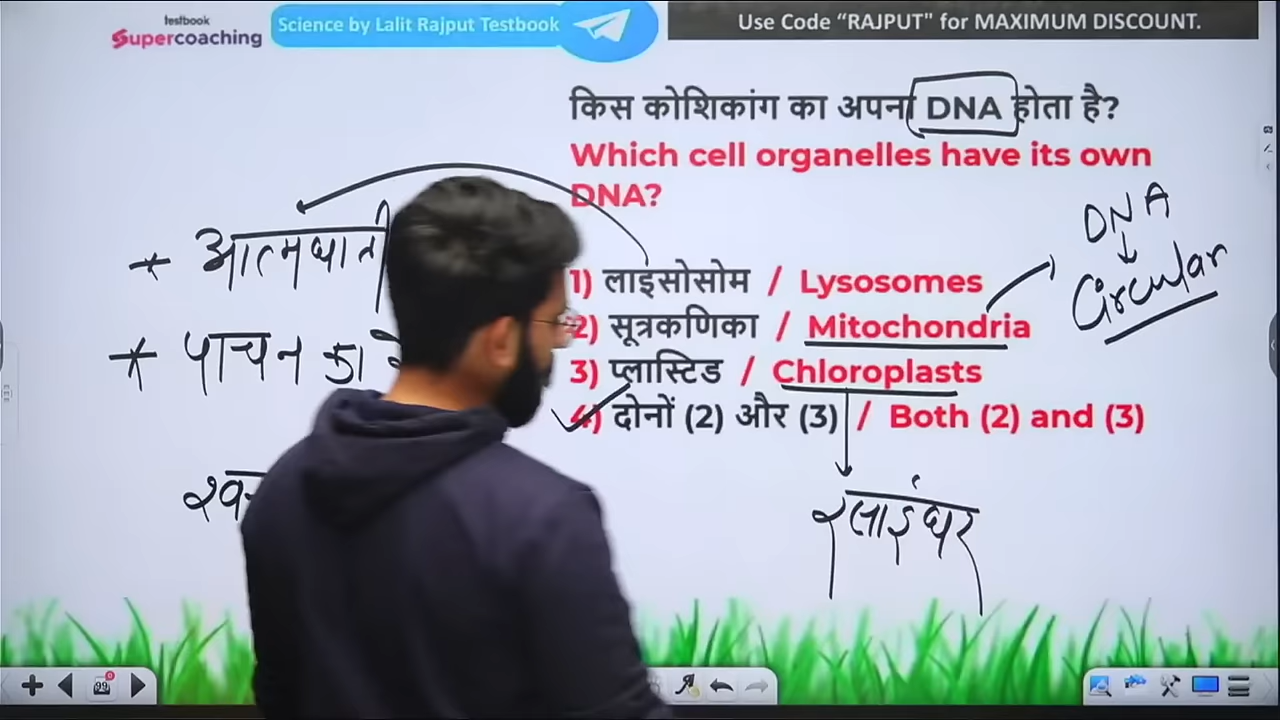 testbook
Supercoaching
Science by Lalit Rajput Testbook
Use Code “RAJPUT" for MAXIMUM DISCOUNT.
किस कोशिकांग का अपना DNA होता है?
Which cell organelles have its own
DNA?
1) लाइसोसोम / Lysosomes
2) सूत्रकणिका / Mitochondria
3) प्लास्टिड / Chloroplasts
4) दोनों (2) और (3) / Both (2) and (3)
DNA
Circular
* आत्मघाती
* पाचन का
99